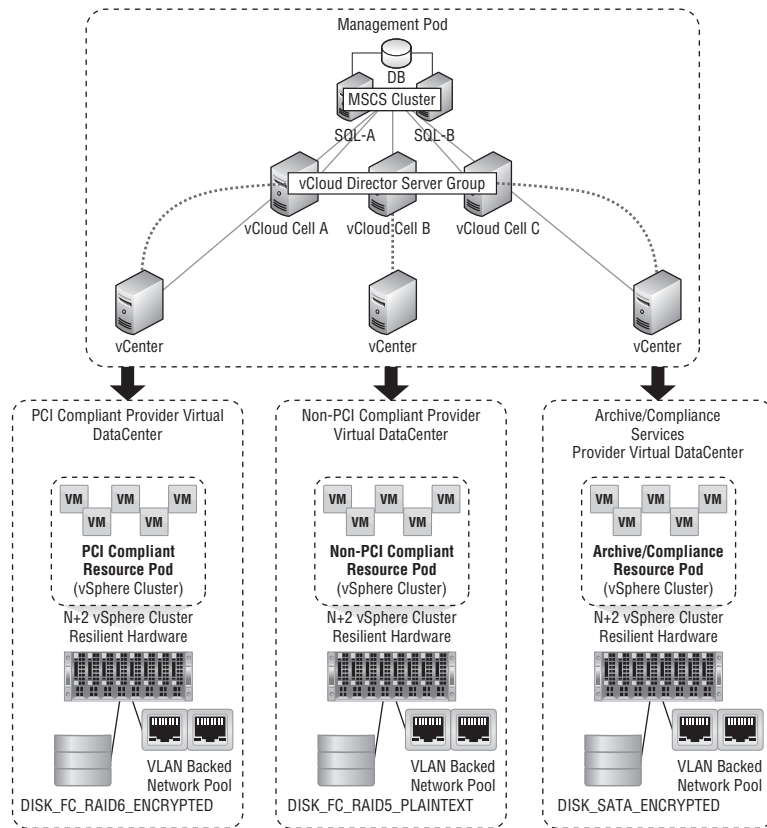 Management Pod
DB
MSCS Cluster
SQL-A
SQL-B
vCloud Director Server Group
vCloud Cell A
vCloud Cell B
vCloud Cell C
vCenter
vCenter
vCenter
PCI Compliant Provider Virtual
DataCenter
VM
VM
VM
VM
VM
PCI Compliant
Resource Pod
(vSphere Cluster)
N+2 vSphere Cluster
Resilient Hardware
VLAN Backed
Network Pool
DISK_FC_RAID6_ENCRYPTED
Non-PCI Compliant Provider
Virtual DataCenter
VM
VM
VM
VM
VM
Non-PCI Compliant
Resource Pod
(vSphere Cluster)
N+2 vSphere Cluster
Resilient Hardware
VLAN Backed
Network Pool
DISK_FC_RAID5_PLAINTEXT
Archive/Compliance
Services
Provider Virtual DataCenter
VM
VM
VM
VM
VM
Archive/Compliance
Resource Pod
(vSphere Cluster)
N+2 vSphere Cluster
Resilient Hardware
VLAN Backed
Network Pool
DISK_SATA_ENCRYPTED